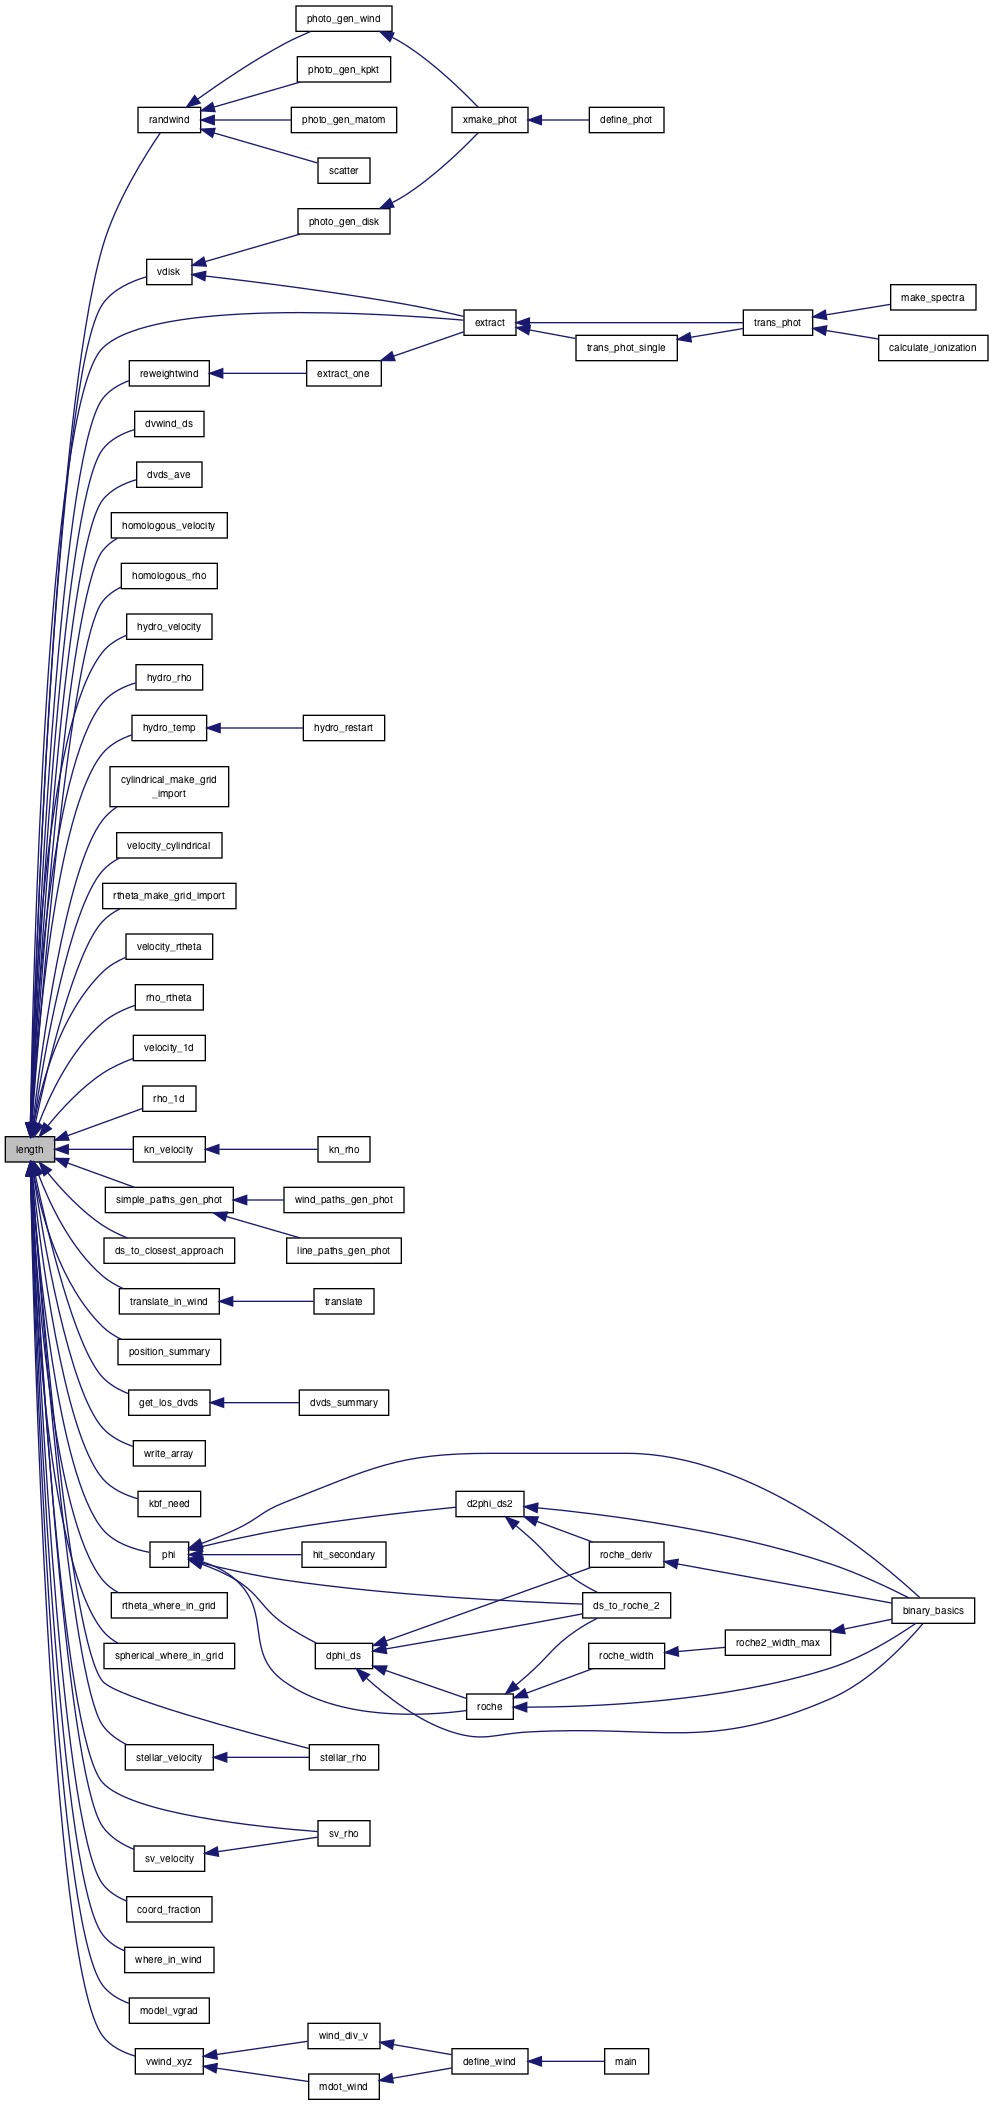 photo_gen_wind
photo_gen_kpkt
randwind
photo_gen_matom
xmake_phot
define_phot
scatter
photo_gen_disk
vdisk
make_spectra
extract
trans_phot
trans_phot_single
calculate_ionization
reweightwind
extract_one
dvwind_ds
dvds_ave
homologous_velocity
homologous_rho
hydro_velocity
hydro_rho
hydro_temp
hydro_restart
cylindrical_make_grid
_import
velocity_cylindrical
rtheta_make_grid_import
velocity_rtheta
rho_rtheta
velocity_1d
rho_1d
length
kn_velocity
kn_rho
simple_paths_gen_phot
wind_paths_gen_phot
ds_to_closest_approach
line_paths_gen_phot
translate_in_wind
translate
position_summary
get_los_dvds
dvds_summary
write_array
kbf_need
d2phi_ds2
phi
hit_secondary
roche_deriv
rtheta_where_in_grid
ds_to_roche_2
binary_basics
spherical_where_in_grid
dphi_ds
roche_width
roche2_width_max
roche
stellar_velocity
stellar_rho
sv_rho
sv_velocity
coord_fraction
where_in_wind
model_vgrad
wind_div_v
vwind_xyz
define_wind
main
mdot_wind